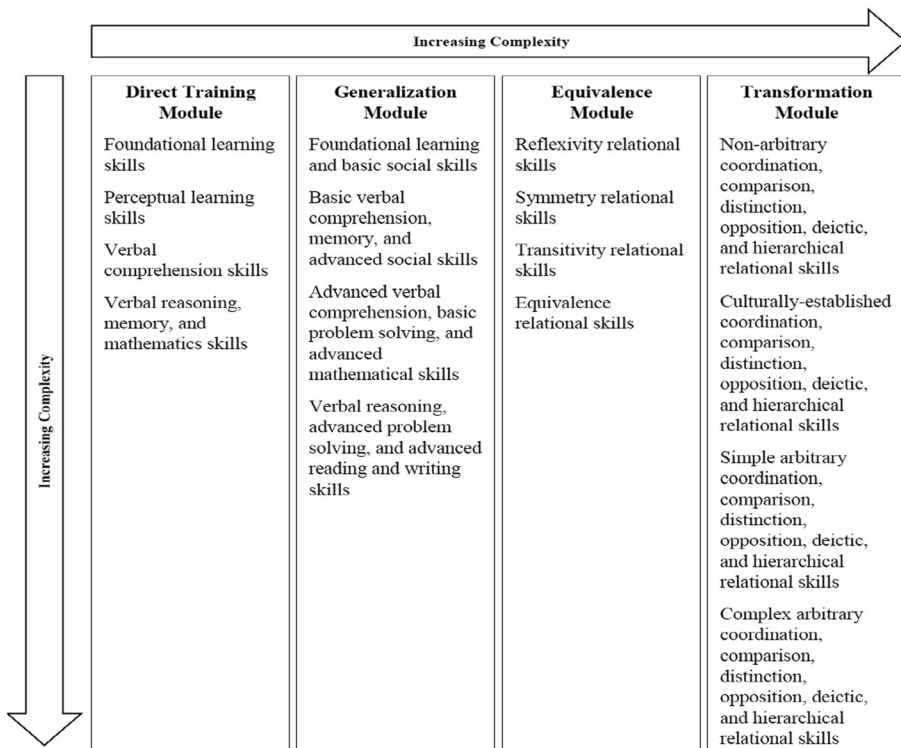 Increasing Complexity
Increasing Complexity
Direct Training
Module
Foundational learning
skills
Perceptual learning
skills
Verbal
comprehension skills
Verbal reasoning,
memory, and
mathematics skills
Generalization
Module
Foundational learning
and basic social skills
Basic verbal
comprehension,
memory, and
advanced social skills
Advanced verbal
comprehension, basic
problem solving, and
advanced
mathematical skills
Verbal reasoning,
advanced problem
solving, and advanced
reading and writing
skills
Equivalence
Module
Reflexivity relational
skills
Symmetry relational
skills
Transitivity relational
skills
Equivalence
relational skills
Transformation
Module
Non-arbitrary
coordination,
comparison,
distinction,
opposition, deictic,
and hierarchical
relational skills
Culturally-established
coordination,
comparison,
distinction,
opposition, deictic,
and hierarchical
relational skills
Simple arbitrary
coordination,
comparison,
distinction,
opposition, deictic,
and hierarchical
relational skills
Complex arbitrary
coordination,
comparison,
distinction,
opposition, deictic,
and hierarchical
relational skills